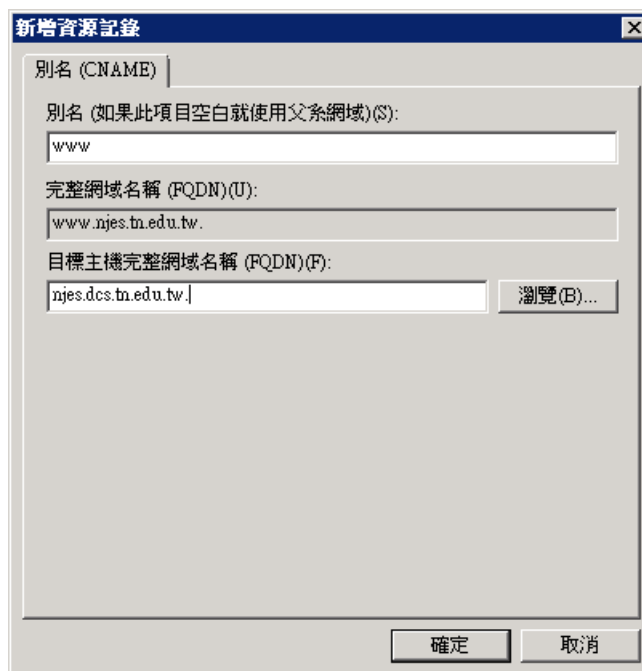 新增資源記錄
別名 (CNAME)
別名 (如果此項目空白就使用父系網域)(S):
www
完整網域名稱 (FQDN)(U):
www.njes.tn.edu.tw.
目標主機完整網域名稱 (FQDN)(F):
njes.dcs.tn.edu.tw.
瀏覽(B)...
確定
取消